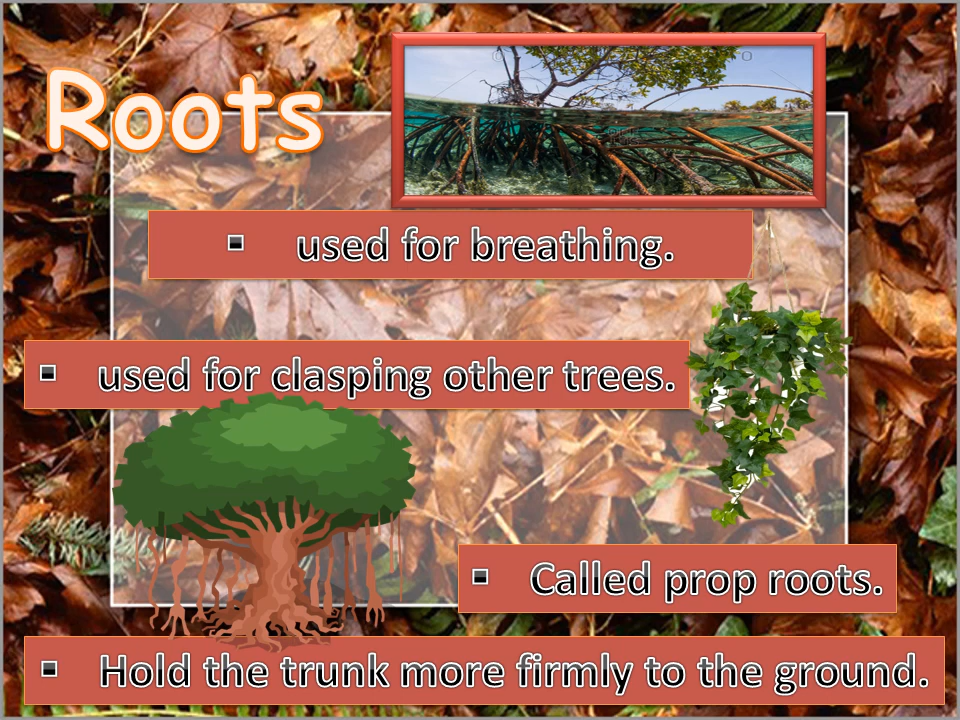 Roots
▪ used for breathing.
▪ used for clasping other trees.
▪ Called prop roots.
▪ Hold the trunk more firmly to the ground.